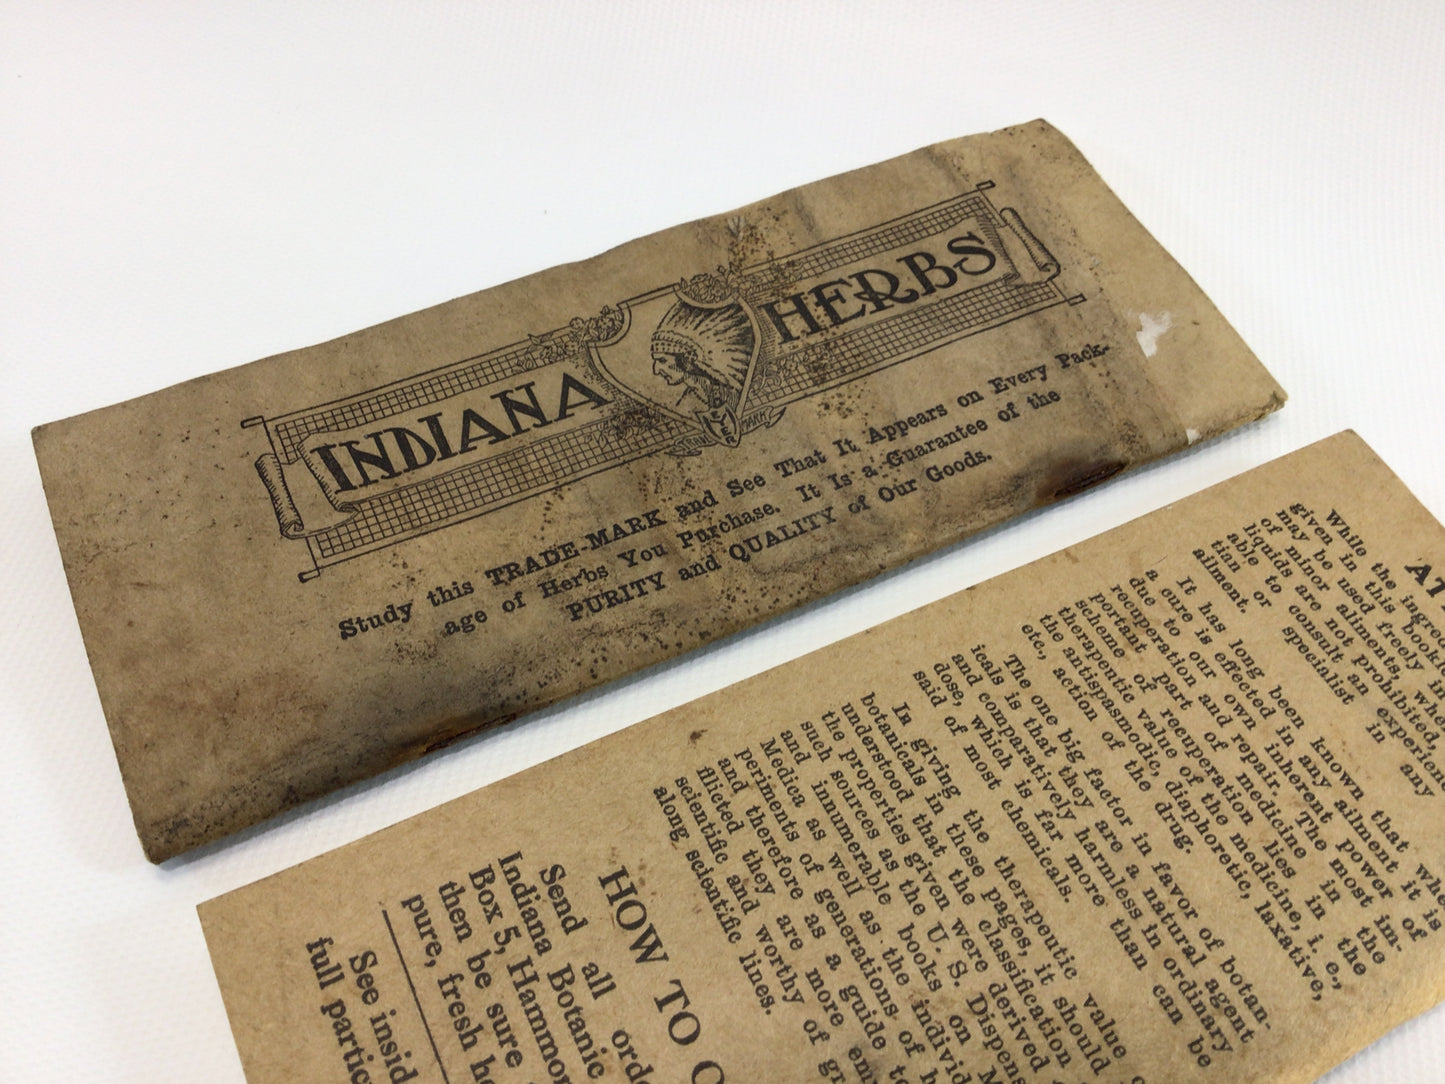 INDIANA HERBS
MEYER
TRADE MARK
Study this TRADE-MARK and See That It Appears on Every Pack-
age of Herbs You Purchase. It Is a Guarantee of the
PURITY and QUALITY of Our Goods.
AT
While the ingred
given in this bookl
may be used freely in
of minor ailments, whe
liquids are not prohibited,
able to consult an experien
tian or specialist in any
ailment.
It has long been known that whe
a cure is effected in any ailment it is
due to our own inherent power of
recuperation and repair. The most im-
portant part of medicine in the
scheme of recuperation lies in the
therapeutic value of the medicine, i. e.,
the antispasmodic, diaphoretic, laxative,
etc., action of the drug.
The one big factor in favor of botan-
icals is that they are a natural agent
and comparatively harmless in ordinary
dose, which is far more than can be
said of most chemicals.
In giving the therapeutic value
botanicals in these pages, it should
understood that the classification
the properties given were derived
such sources as the U. S. Dispens
and innumerable books on M
Medica as well as the individ
periments of generations of h
and therefore as a guide to
flicted they are more em
scientific and worthy of gr
along scientific lines.
HOW TO O
Send all orde
Indiana Botanic
Box 5, Hammon
then be sure
pure, fresh he
See insid
full partic